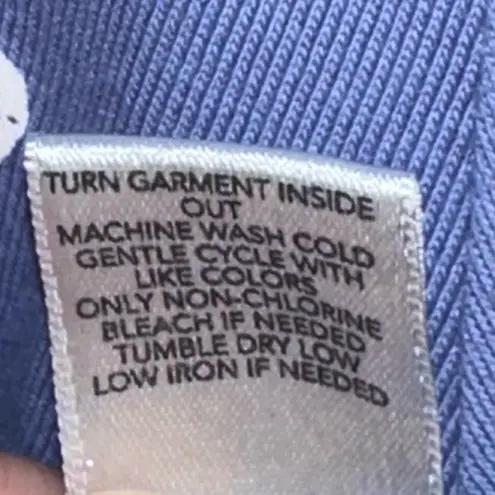 TURN GARMENT INSIDE
OUT
MACHINE WASH COLD
GENTLE CYCLE WITH
LIKE COLORS
ONLY NON-CHLORINE
BLEACH IF NEEDED
TUMBLE DRY LOW
LOW IRON IF NEEDED